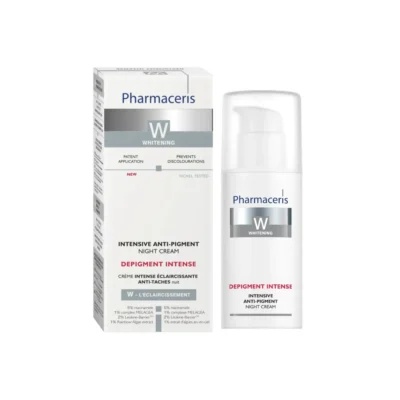 Pharmaceris
W
WHITENING
PATENT
APPLICATION
PREVENTS
DISCOLOURATIONS
NEW
INTENSIVE ANTI-PIGMENT
NIGHT CREAM
DEPIGMENT INTENSE
CRÈME INTENSE ÉCLAIRCISSANTE
ANTI-TACHES nuit
W - L'ÉCLAIRCISSEMENT
Pharmaceris
W
WHITENING
DEPIGMENT INTENSE
INTENSIVE
ANTI-PIGMENT
NIGHT CREAM